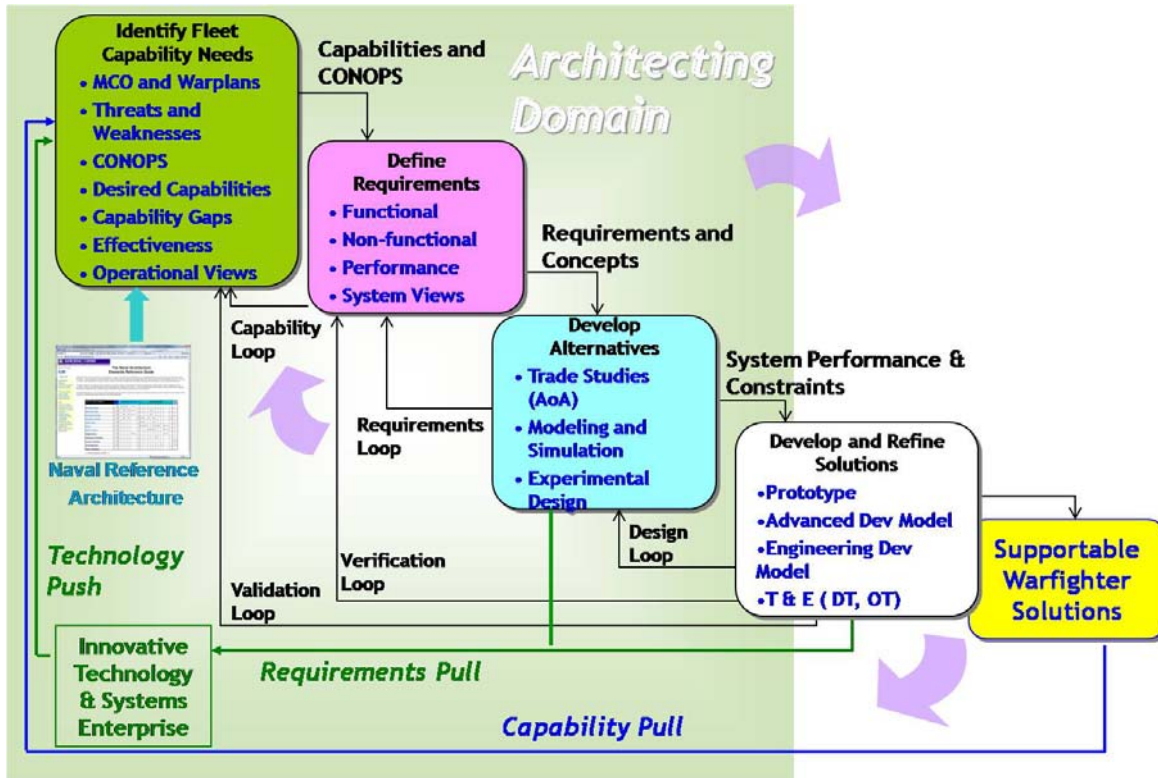 Identify Fleet
Capability Needs
• MCO and Warplans
• Threats and
Weaknesses
• CONOPS
• Desired Capabilities
• Capability Gaps
• Effectiveness
• Operational Views
Capabilities and
CONOPS
Architecting
Domain
Define
Requirements
• Functional
• Non-functional
• Performance
• System Views
Requirements and
Concepts
Capability
Loop
Develop
Alternatives
• Trade Studies
(AoA)
• Modeling and
Simulation
• Experimental
Design
System Performance &
Constraints
Requirements
Loop
Develop and Refine
Solutions
•Prototype
•Advanced Dev Model
•Engineering Dev
Model
•T & E ( DT, OT)
Naval Reference
Architecture
Design
Loop
Supportable
Warfighter
Solutions
Technology
Push
Verification
Loop
Validation
Loop
Innovative
Technology
& Systems
Enterprise
Requirements Pull
Capability Pull